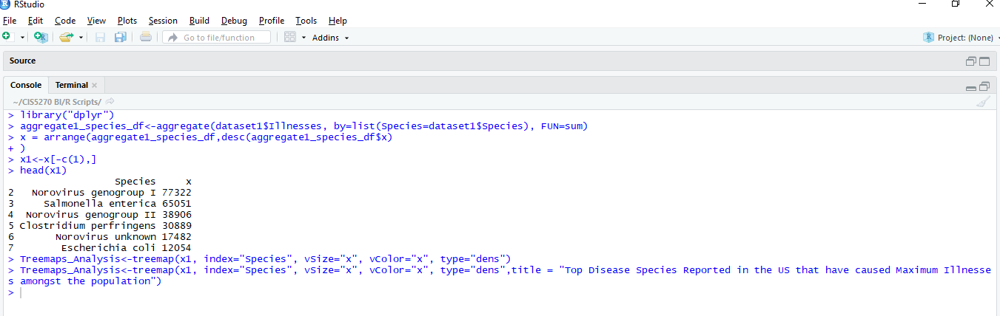 RStudio
File Edit Code View Plots Session Build Debug Profile Tools Help
Go to file/function Addins Project: (None)
Source
Console Terminal
~/CIS5270 BI/R Scripts/
> library("dplyr")
> aggregate1_species_df<-aggregate(dataset1$Illnesses, by=list(Species=dataset1$Species), FUN=sum)
> x = arrange(aggregate1_species_df,desc(aggregate1_species_df$x)
+ )
> x1<-x[-c(1),]
> head(x1)
Species x
2 Norovirus genogroup I 77322
3 Salmonella enterica 65051
4 Norovirus genogroup II 38906
5 Clostridium perfringens 30889
6 Norovirus unknown 17482
7 Escherichia coli 12054
> Treemaps_Analysis<-treemap(x1, index="Species", vSize="x", vColor="x", type="dens")
> Treemaps_Analysis<-treemap(x1, index="Species", vSize="x", vColor="x", type="dens",title = "Top Disease Species Reported in the US that have caused Maximum Illnesse
s amongst the population")
>